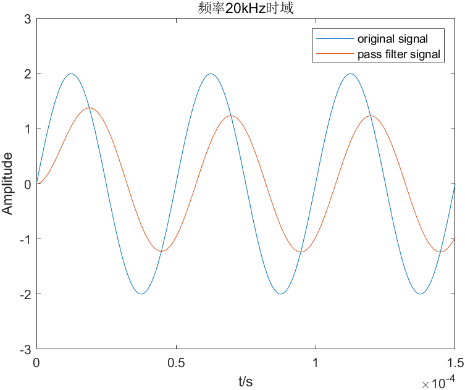 频率20kHz时域
original signal
pass filter signal
Amplitude
3
2
1
0
-1
-2
-3
0
0.5
1
1.5
×10⁻⁴
t/s